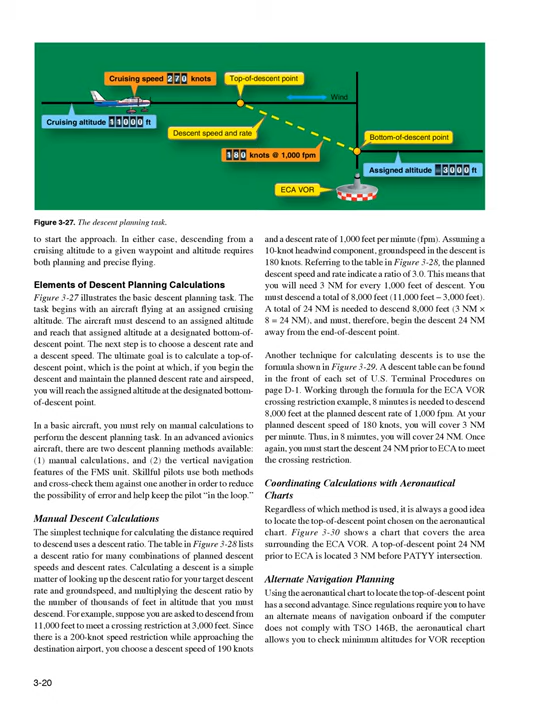 Cruising speed 270 knots
Top-of-descent point
Wind
Cruising altitude 11000 ft
Descent speed and rate
Bottom-of-descent point
180 knots @ 1,000 fpm
Assigned altitude 3000 ft
ECA VOR
Figure 3-27. The descent planning task.
to start the approach. In either case, descending from a
cruising altitude to a given waypoint and altitude requires
both planning and precise flying.
Elements of Descent Planning Calculations
Figure 3-27 illustrates the basic descent planning task. The
task begins with an aircraft flying at an assigned cruising
altitude. The aircraft must descend to an assigned altitude
and reach that assigned altitude at a designated bottom-of-
descent point. The next step is to choose a descent rate and
a descent speed. The ultimate goal is to calculate a top-of-
descent point, which is the point at which, if you begin the
descent and maintain the planned descent rate and airspeed,
you will reach the assigned altitude at the designated bottom-
of-descent point.
In a basic aircraft, you must rely on manual calculations to
perform the descent planning task. In an advanced avionics
aircraft, there are two descent planning methods available:
(1) manual calculations, and (2) the vertical navigation
features of the FMS unit. Skillful pilots use both methods
and cross-check them against one another in order to reduce
the possibility of error and help keep the pilot “in the loop.”
Manual Descent Calculations
The simplest technique for calculating the distance required
to descend uses a descent ratio. The table in Figure 3-28 lists
a descent ratio for many combinations of planned descent
speeds and descent rates. Calculating a descent is a simple
matter of looking up the descent ratio for your target descent
rate and groundspeed, and multiplying the descent ratio by
the number of thousands of feet in altitude that you must
descend. For example, suppose you are asked to descend from
11,000 feet to meet a crossing restriction at 3,000 feet. Since
there is a 200-knot speed restriction while approaching the
destination airport, you choose a descent speed of 190 knots
and a descent rate of 1,000 feet per minute (fpm). Assuming a
10-knot headwind component, groundspeed in the descent is
180 knots. Referring to the table in Figure 3-28, the planned
descent speed and rate indicate a ratio of 3.0. This means that
you will need 3 NM for every 1,000 feet of descent. You
must descend a total of 8,000 feet (11,000 feet – 3,000 feet).
A total of 24 NM is needed to descend 8,000 feet (3 NM ×
8 = 24 NM), and must, therefore, begin the descent 24 NM
away from the end-of-descent point.
Another technique for calculating descents is to use the
formula shown in Figure 3-29. A descent table can be found
in the front of each set of U.S. Terminal Procedures on
page D-1. Working through the formula for the ECA VOR
crossing restriction example, 8 minutes is needed to descend
8,000 feet at the planned descent rate of 1,000 fpm. At your
planned descent speed of 180 knots, you will cover 3 NM
per minute. Thus, in 8 minutes, you will cover 24 NM. Once
again, you must start the descent 24 NM prior to ECA to meet
the crossing restriction.
Coordinating Calculations with Aeronautical
Charts
Regardless of which method is used, it is always a good idea
to locate the top-of-descent point chosen on the aeronautical
chart. Figure 3-30 shows a chart that covers the area
surrounding the ECA VOR. A top-of-descent point 24 NM
prior to ECA is located 3 NM before PATYY intersection.
Alternate Navigation Planning
Using the aeronautical chart to locate the top-of-descent point
has a second advantage. Since regulations require you to have
an alternate means of navigation onboard if the computer
does not comply with TSO 146B, the aeronautical chart
allows you to check minimum altitudes for VOR reception
3-20